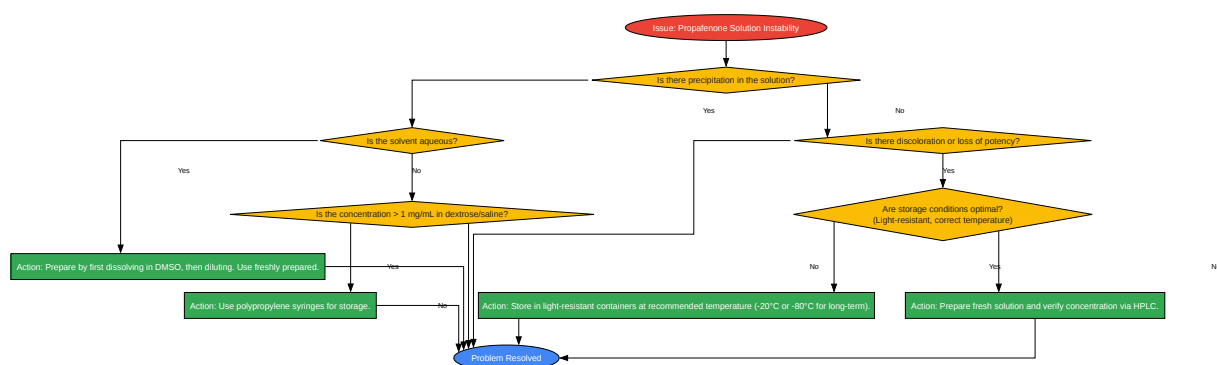 Issue: Propafenone Solution Instability
Is there precipitation in the solution?
Yes
No
Is the solvent aqueous?
Is there discoloration or loss of potency?
Yes
No
Yes
Is the concentration > 1 mg/mL in dextrose/saline?
Are storage conditions optimal?
(Light-resistant, correct temperature)
Action: Prepare by first dissolving in DMSO, then diluting. Use freshly prepared.
Yes
No
Yes
N
Action: Use polypropylene syringes for storage.
No
Action: Store in light-resistant containers at recommended temperature (-20°C or -80°C for long-term).
Action: Prepare fresh solution and verify concentration via HPLC.
Problem Resolved